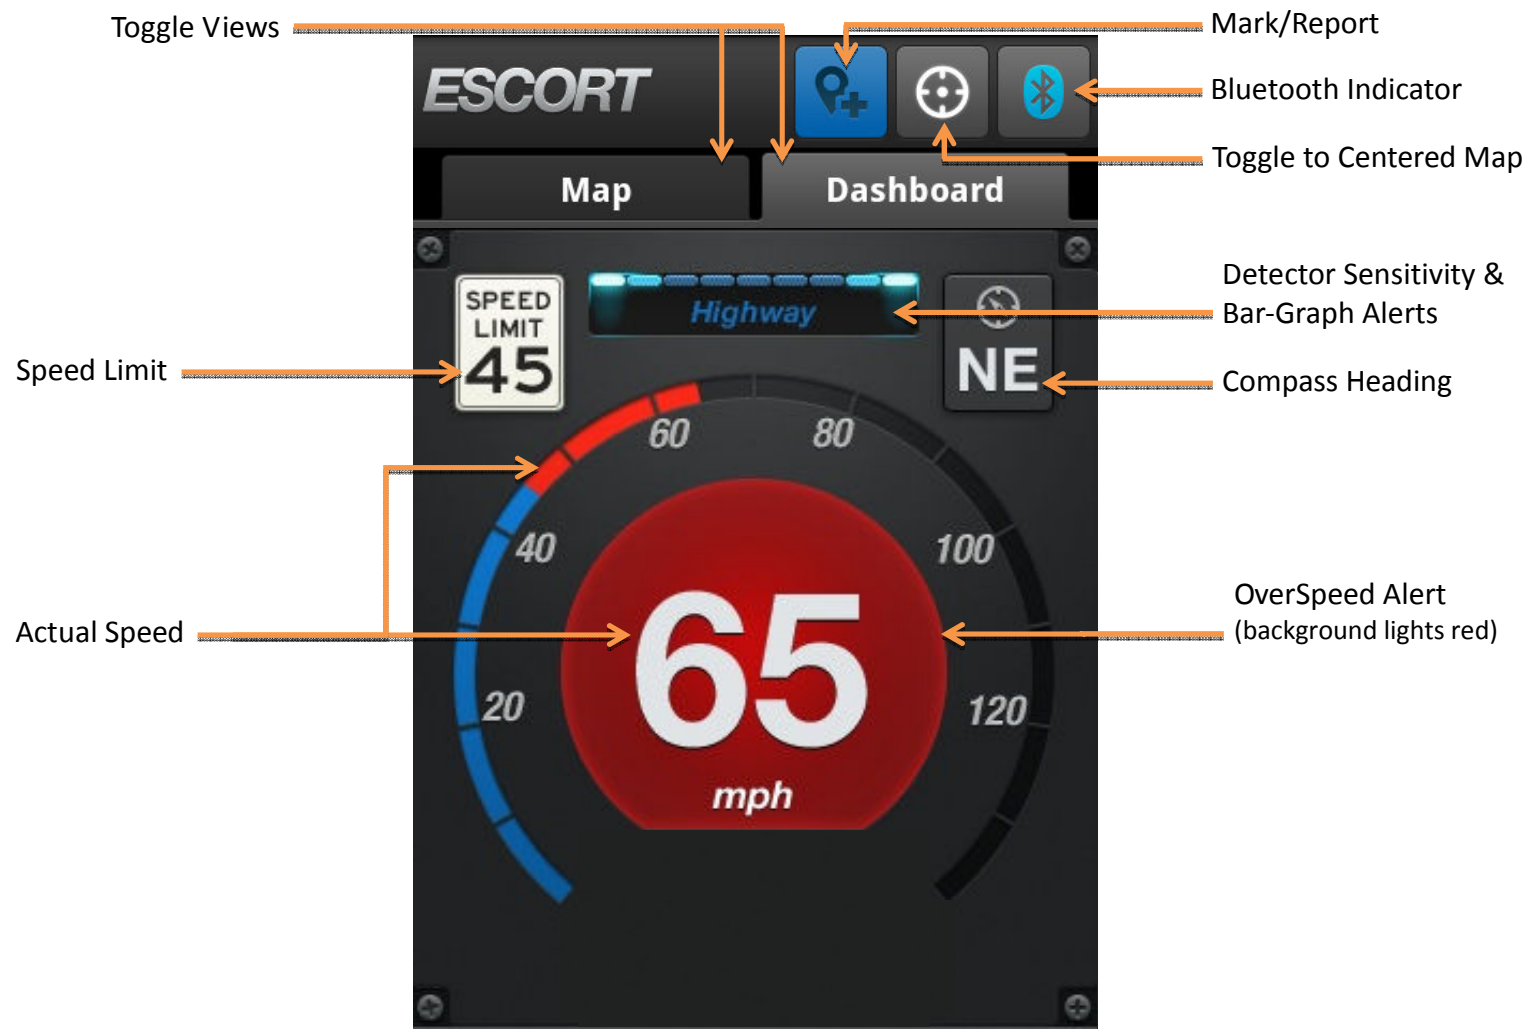 Toggle Views
Mark/Report
ESCORT
Bluetooth Indicator
Toggle to Centered Map
Map
Dashboard
Detector Sensitivity &
Bar-Graph Alerts
SPEED
LIMIT
45
Highway
NE
Speed Limit
Compass Heading
60
80
40
100
OverSpeed Alert
(background lights red)
Actual Speed
65
20
120
mph